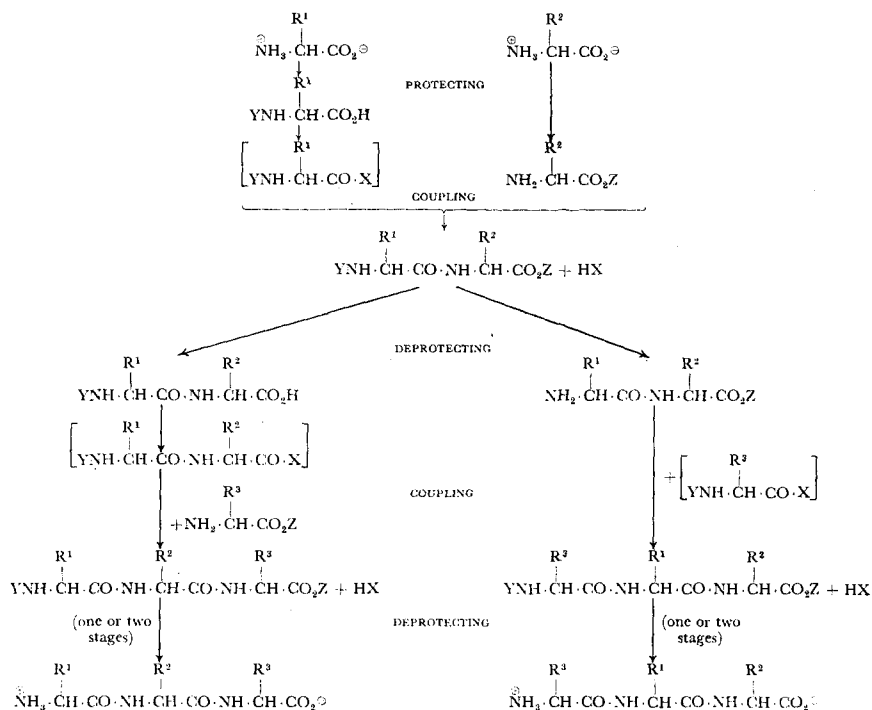 R¹ R²
⊕NH₃·CH·CO₂⊖ ⊕NH₃·CH·CO₂⊖
R¹ PROTECTING
YNH·CH·CO₂H
R¹ R²
[YNH·CH·CO·X] NH₂·CH·CO₂Z
COUPLING
R¹ R²
YNH·CH·CO·NH·CH·CO₂Z + HX
DEPROTECTING
R¹ R² R¹ R²
YNH·CH·CO·NH·CH·CO₂H NH₂·CH·CO·NH·CH·CO₂Z
R¹ R²
[YNH·CH·CO·NH·CH·CO·X]
R³
+[YNH·CH·CO·X]
COUPLING
R³
+NH₂·CH·CO₂Z
R¹ R² R³ R³ R¹ R²
YNH·CH·CO·NH·CH·CO·NH·CH·CO₂Z + HX YNH·CH·CO·NH·CH·CO·NH·CH·CO₂Z + HX
(one or two DEPROTECTING (one or two
stages) stages)
R¹ R² R³ R³ R¹ R²
⊕NH₃·CH·CO·NH·CH·CO·NH·CH·CO₂⊖ ⊕NH₃·CH·CO·NH·CH·CO·NH·CH·CO₂⊖